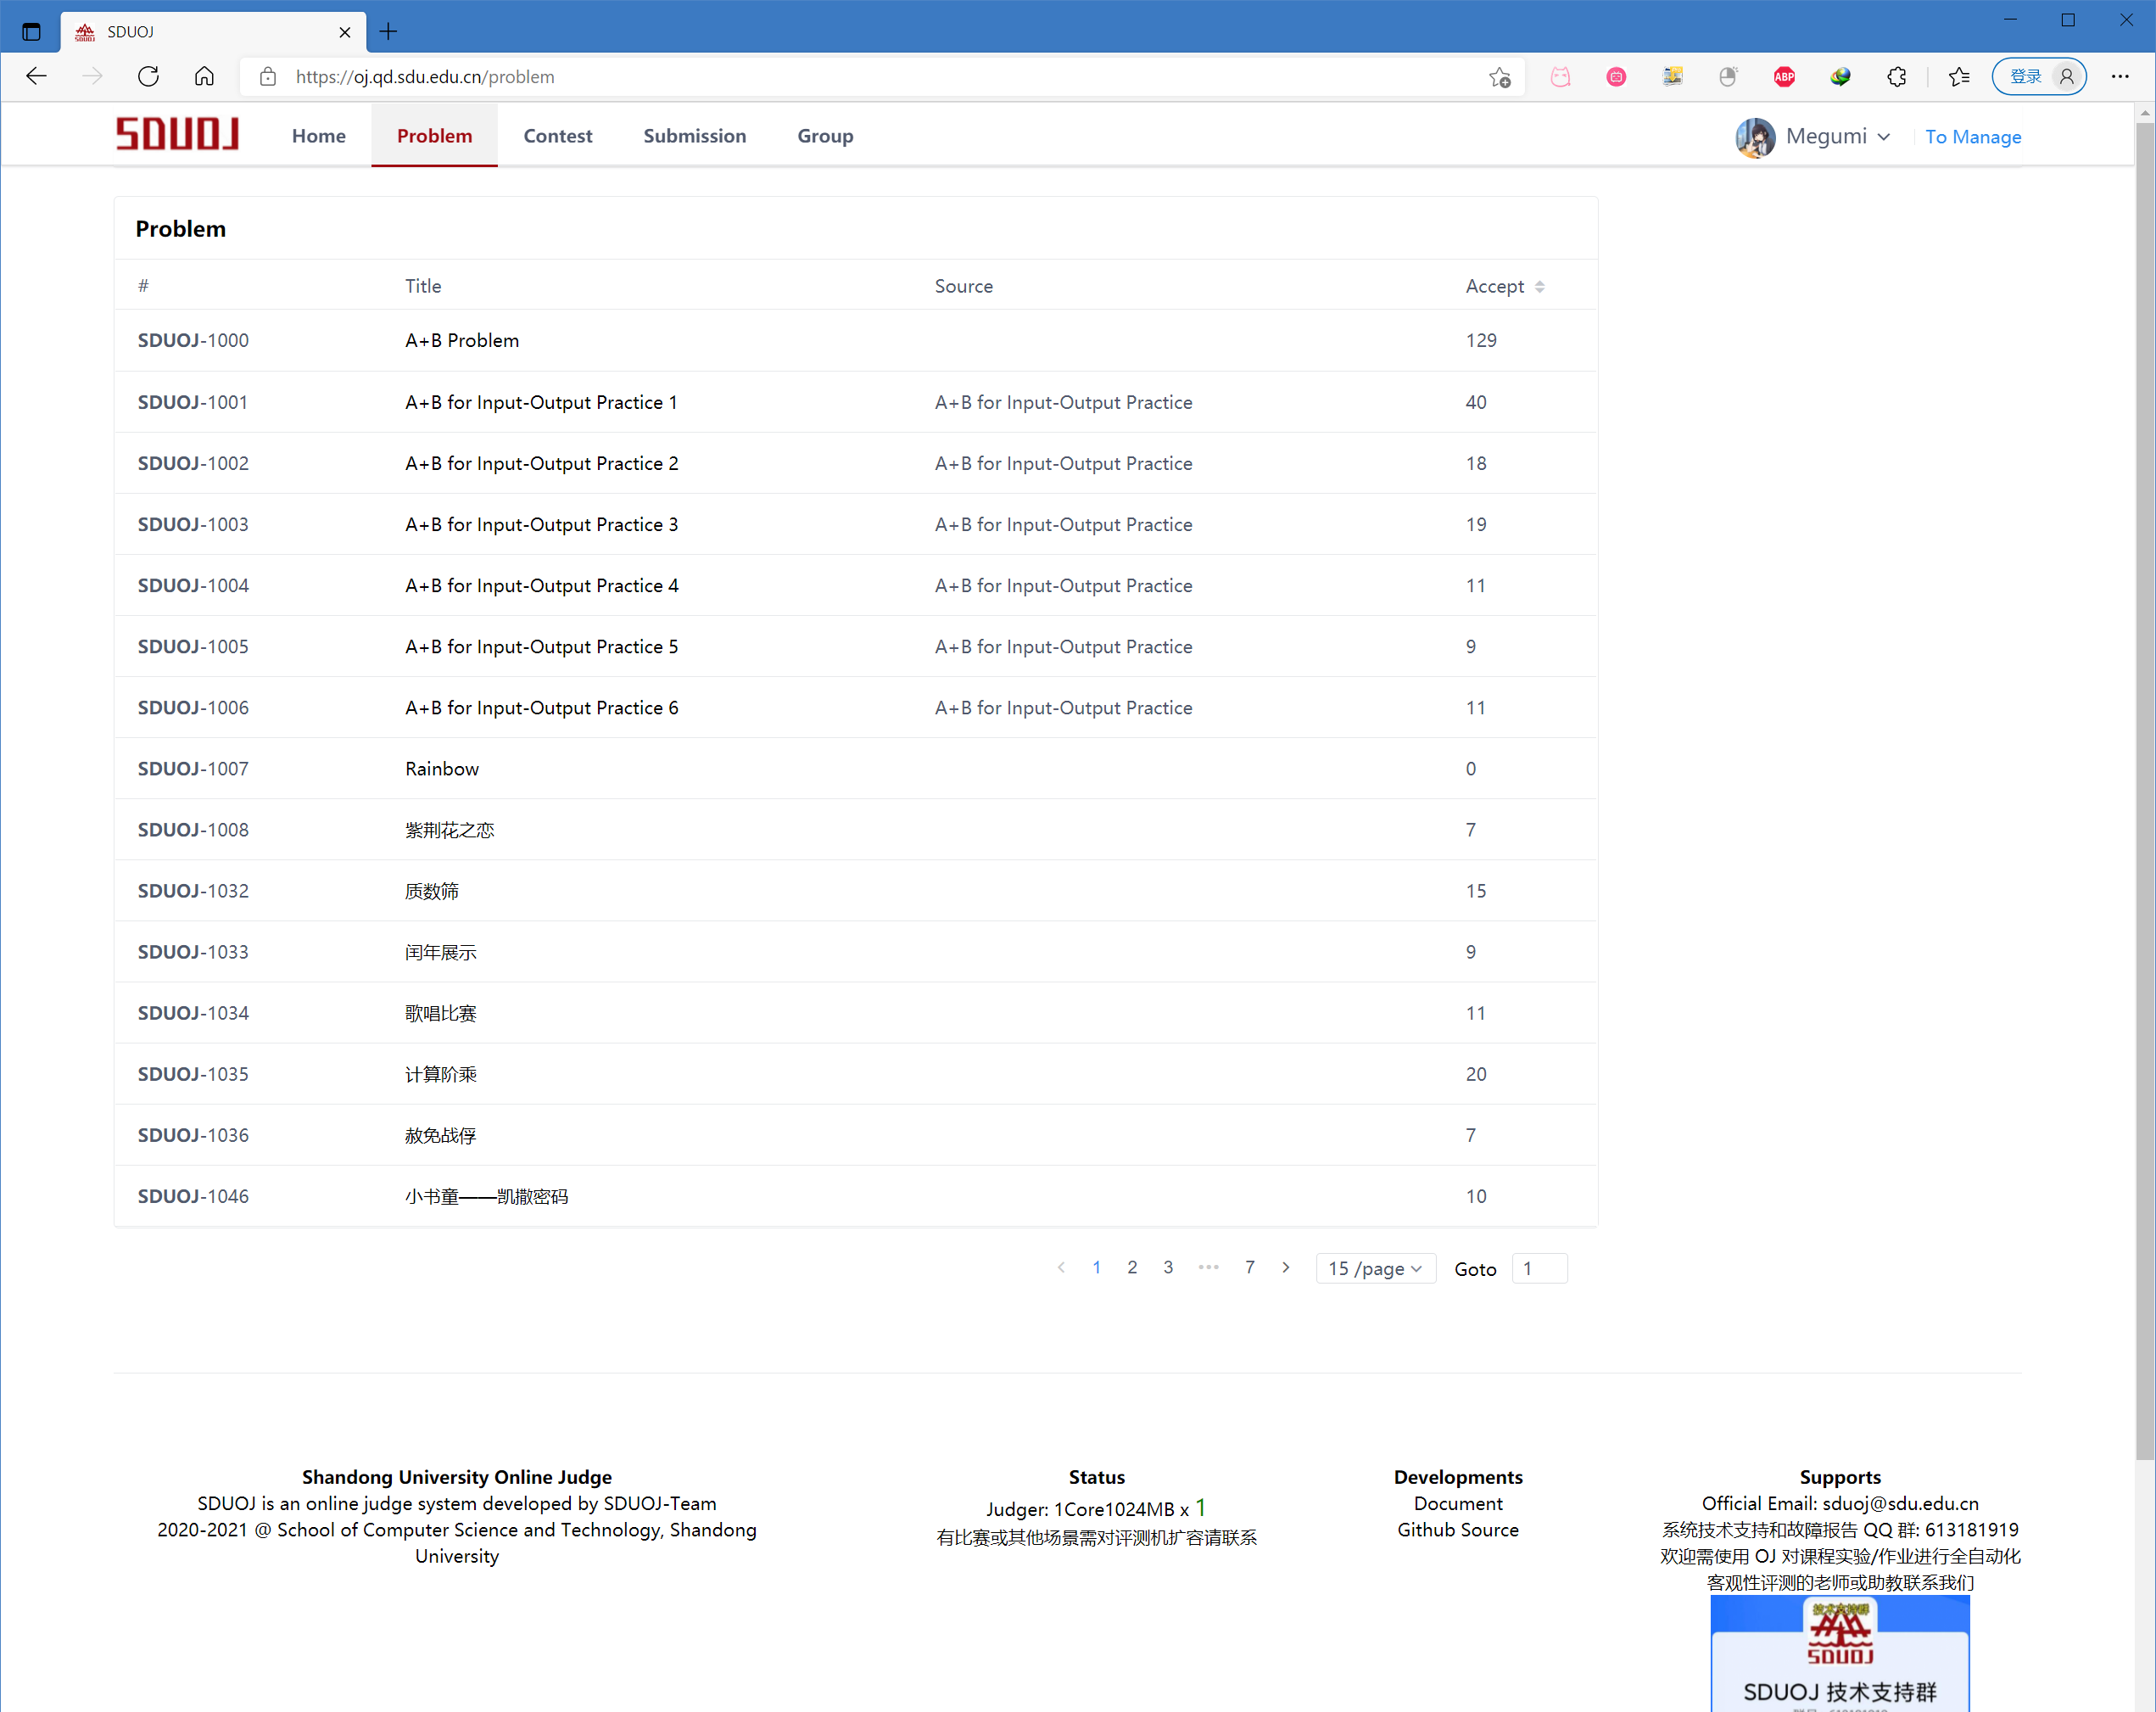 SDUOJ
https://oj.qd.sdu.edu.cn/problem
ABP
登录
SDUOJ
Home
Problem
Contest
Submission
Group
Megumi
To Manage
Problem
# Title Source Accept
SDUOJ-1000 A+B Problem 129
SDUOJ-1001 A+B for Input-Output Practice 1 A+B for Input-Output Practice 40
SDUOJ-1002 A+B for Input-Output Practice 2 A+B for Input-Output Practice 18
SDUOJ-1003 A+B for Input-Output Practice 3 A+B for Input-Output Practice 19
SDUOJ-1004 A+B for Input-Output Practice 4 A+B for Input-Output Practice 11
SDUOJ-1005 A+B for Input-Output Practice 5 A+B for Input-Output Practice 9
SDUOJ-1006 A+B for Input-Output Practice 6 A+B for Input-Output Practice 11
SDUOJ-1007 Rainbow 0
SDUOJ-1008 紫荆花之恋 7
SDUOJ-1032 质数筛 15
SDUOJ-1033 闰年展示 9
SDUOJ-1034 歌唱比赛 11
SDUOJ-1035 计算阶乘 20
SDUOJ-1036 赦免战俘 7
SDUOJ-1046 小书童——凯撒密码 10
1 2 3 ••• 7 15 /page Goto 1
Shandong University Online Judge
SDUOJ is an online judge system developed by SDUOJ-Team
2020-2021 @ School of Computer Science and Technology, Shandong
University
Status
Judger: 1Core1024MB x 1
有比赛或其他场景需对评测机扩容请联系
Developments
Document
Github Source
Supports
Official Email: sduoj@sdu.edu.cn
系统技术支持和故障报告 QQ 群: 613181919
欢迎需使用 OJ 对课程实验/作业进行全自动化
客观性评测的老师或助教联系我们
技术支持群
SDUOJ
SDUOJ 技术支持群